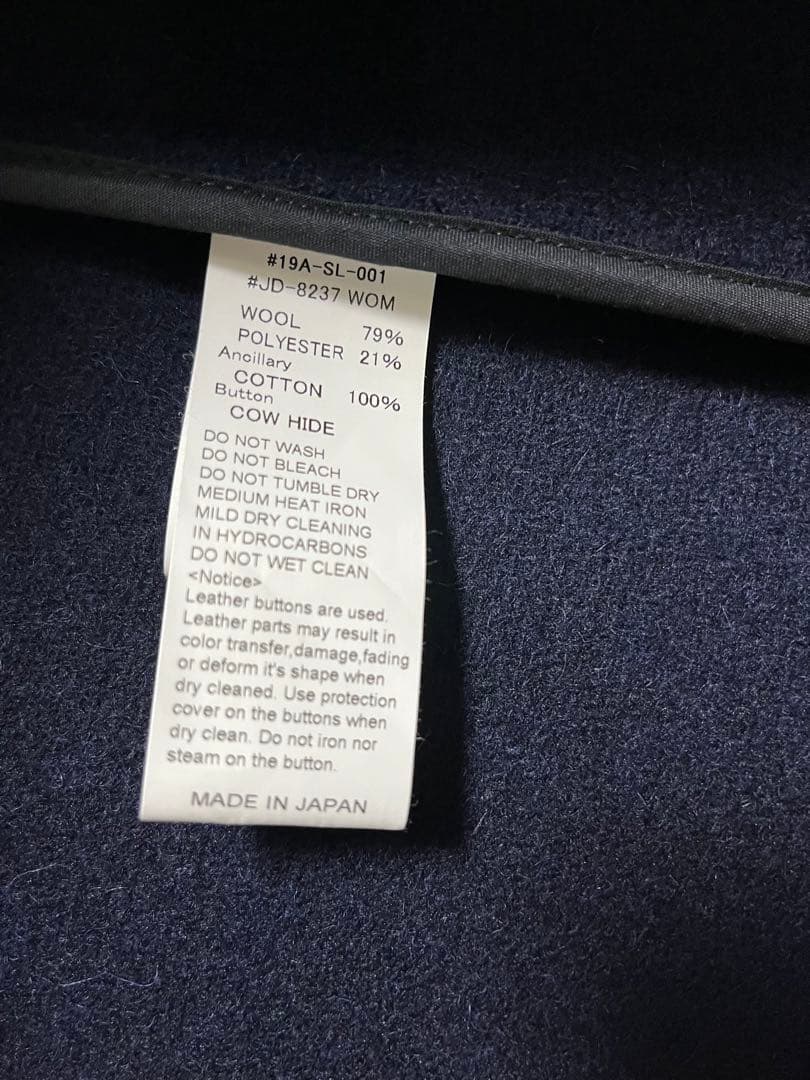 #19A-SL-001
#JD-8237 WOM
WOOL 79%
POLYESTER 21%
Ancillary
COTTON 100%
Button
COW HIDE
DO NOT WASH
DO NOT BLEACH
DO NOT TUMBLE DRY
MEDIUM HEAT IRON
MILD DRY CLEANING
IN HYDROCARBONS
DO NOT WET CLEAN
<Notice>
Leather buttons are used.
Leather parts may result in
color transfer,damage,fading
or deform it's shape when
dry cleaned. Use protection
cover on the buttons when
dry clean. Do not iron nor
steam on the button.
MADE IN JAPAN